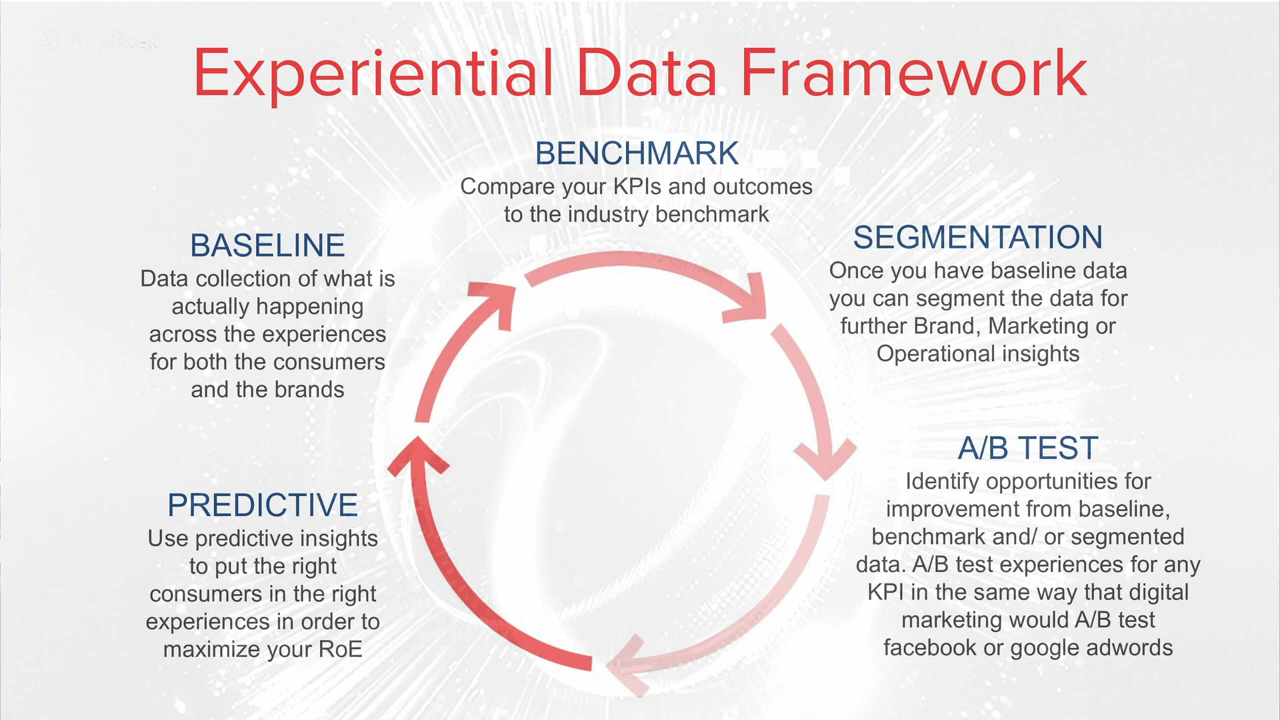 Experiential Data Framework
BENCHMARK
Compare your KPIs and outcomes
to the industry benchmark
BASELINE
Data collection of what is
actually happening
across the experiences
for both the consumers
and the brands
SEGMENTATION
Once you have baseline data
you can segment the data for
further Brand, Marketing or
Operational insights
A/B TEST
Identify opportunities for
improvement from baseline,
benchmark and/ or segmented
data. A/B test experiences for any
KPI in the same way that digital
marketing would A/B test
facebook or google adwords
PREDICTIVE
Use predictive insights
to put the right
consumers in the right
experiences in order to
maximize your RoE